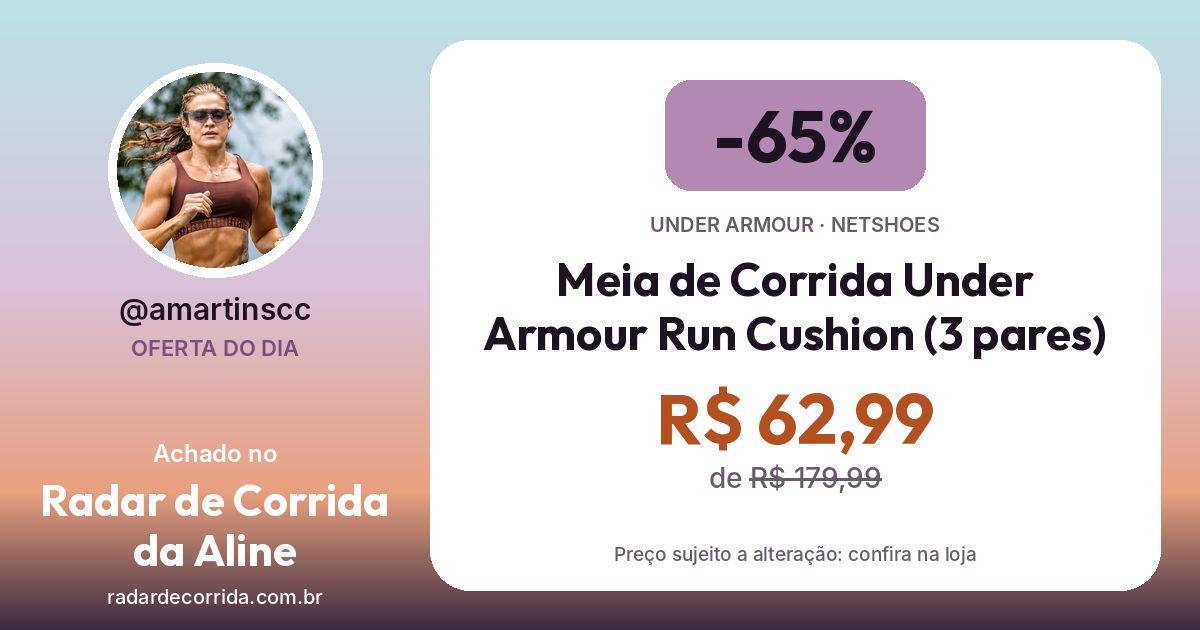 @amartinscc
OFERTA DO DIA
Achado no
Radar de Corrida
da Aline
radardecorrida.com.br
-65%
UNDER ARMOUR · NETSHOES
Meia de Corrida Under
Armour Run Cushion (3 pares)
R$ 62,99
de R$ 179,99
Preço sujeito a alteração: confira na loja